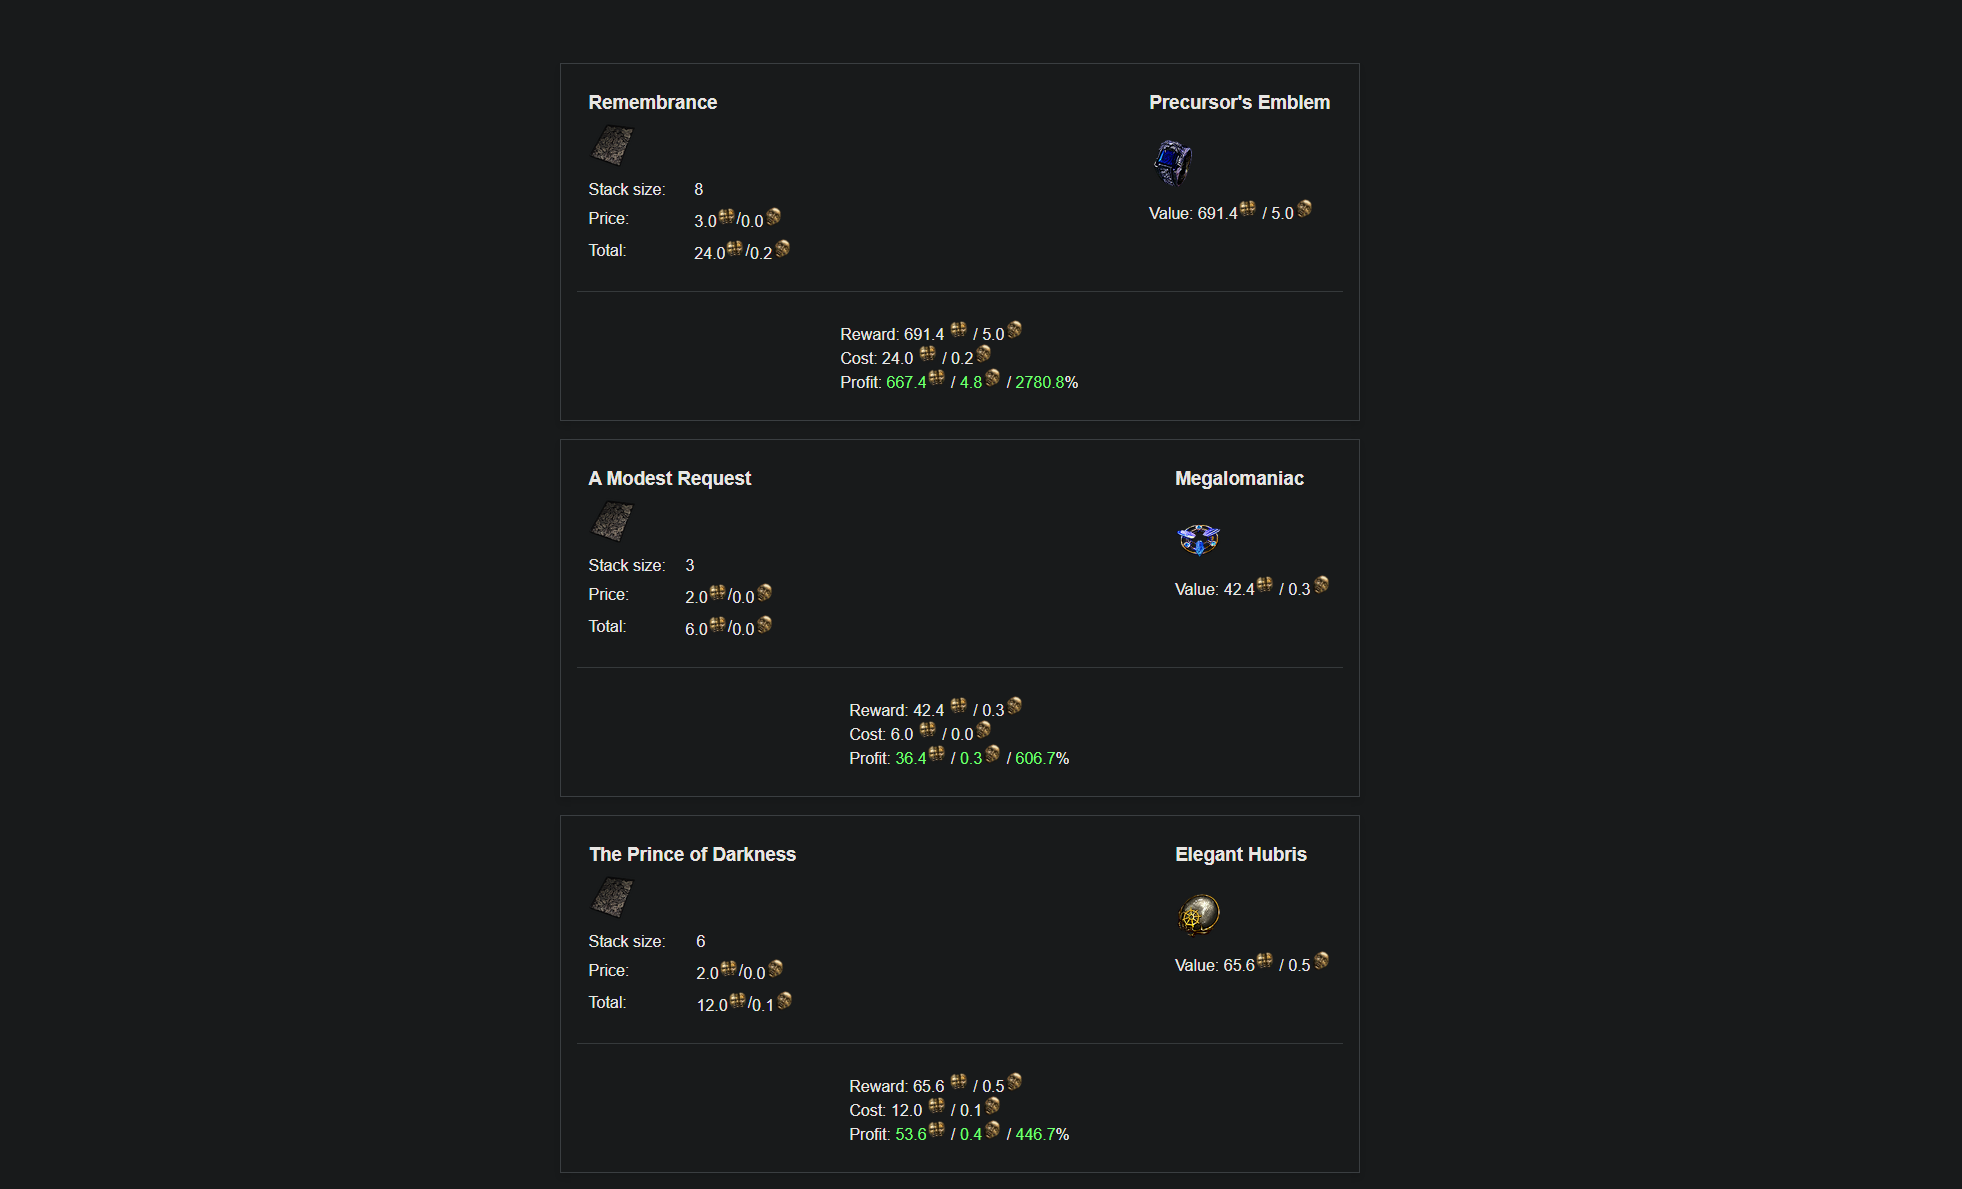 Remembrance
Precursor's Emblem
Stack size: 8
Price: 3.0/0.0
Total: 24.0/0.2
Value: 691.4 / 5.0
Reward: 691.4 / 5.0
Cost: 24.0 / 0.2
Profit: 667.4 / 4.8 / 2780.8%
A Modest Request
Megalomaniac
Stack size: 3
Price: 2.0/0.0
Total: 6.0/0.0
Value: 42.4 / 0.3
Reward: 42.4 / 0.3
Cost: 6.0 / 0.0
Profit: 36.4 / 0.3 / 606.7%
The Prince of Darkness
Elegant Hubris
Stack size: 6
Price: 2.0/0.0
Total: 12.0/0.1
Value: 65.6 / 0.5
Reward: 65.6 / 0.5
Cost: 12.0 / 0.1
Profit: 53.6 / 0.4 / 446.7%